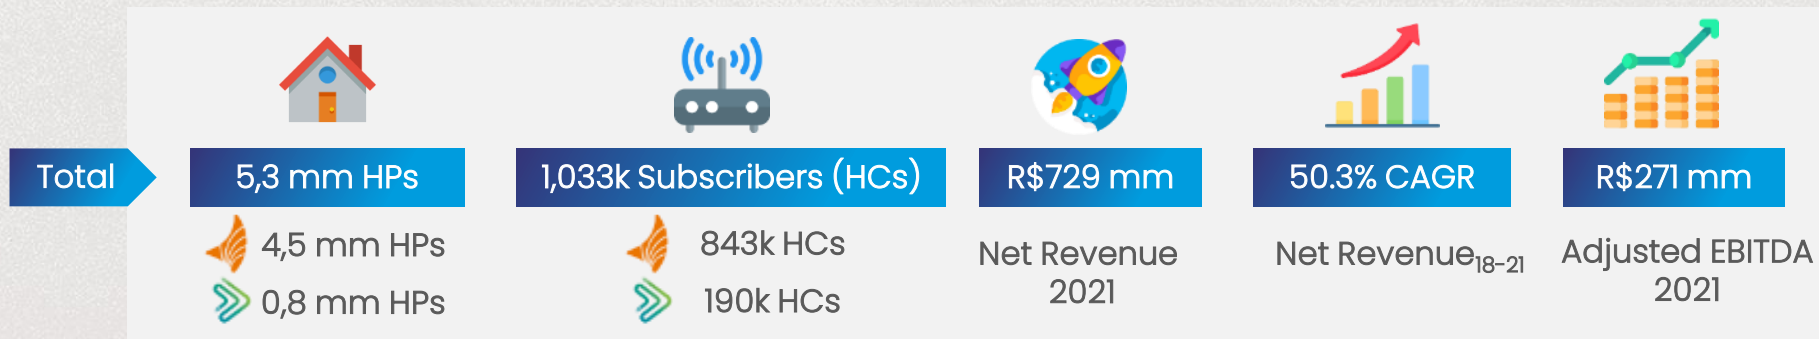 Total
5,3 mm HPs
4,5 mm HPs
0,8 mm HPs
1,033k Subscribers (HCs)
843k HCs
190k HCs
R$729 mm
Net Revenue
2021
50.3% CAGR
Net Revenue18-21
R$271 mm
Adjusted EBITDA
2021